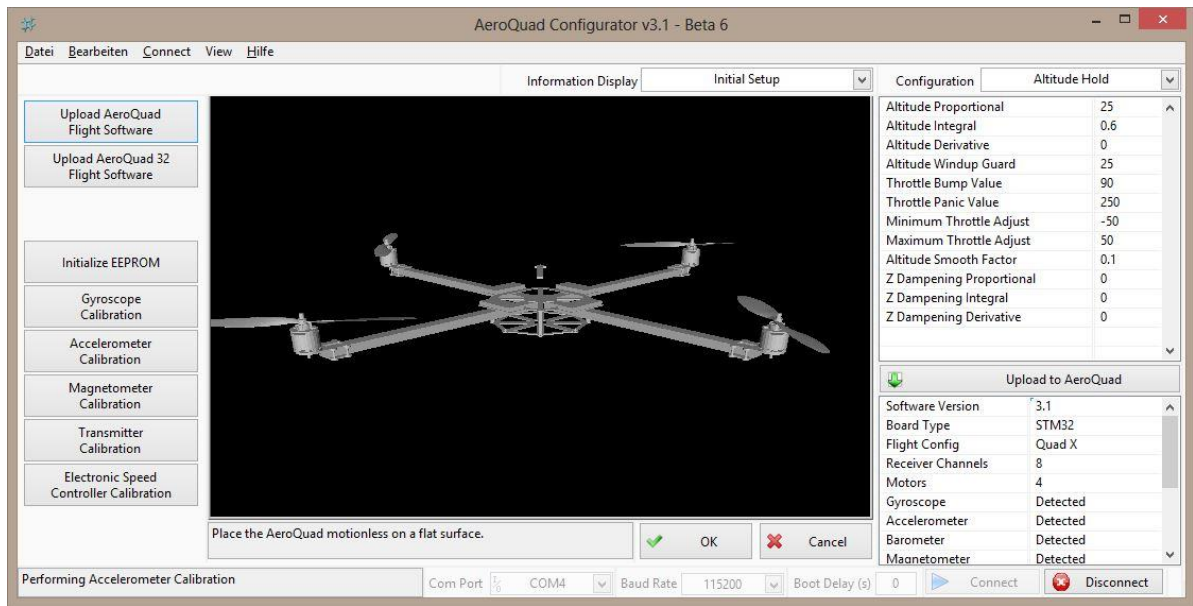 AeroQuad Configurator v3.1 - Beta 6
Datei Bearbeiten Connect View Hilfe
Information Display Initial Setup
Configuration Altitude Hold
Upload AeroQuad
Flight Software
Upload AeroQuad 32
Flight Software
Initialize EEPROM
Gyroscope
Calibration
Accelerometer
Calibration
Magnetometer
Calibration
Transmitter
Calibration
Electronic Speed
Controller Calibration
Altitude Proportional 25
Altitude Integral 0.6
Altitude Derivative 0
Altitude Windup Guard 25
Throttle Bump Value 90
Throttle Panic Value 250
Minimum Throttle Adjust -50
Maximum Throttle Adjust 50
Altitude Smooth Factor 0.1
Z Dampening Proportional 0
Z Dampening Integral 0
Z Dampening Derivative 0
Upload to AeroQuad
Software Version 3.1
Board Type STM32
Flight Config Quad X
Receiver Channels 8
Motors 4
Gyroscope Detected
Accelerometer Detected
Barometer Detected
Magnetometer Detected
Place the AeroQuad motionless on a flat surface.
OK Cancel
Performing Accelerometer Calibration
Com Port COM4 Baud Rate 115200 Boot Delay (s) 0 Connect Disconnect